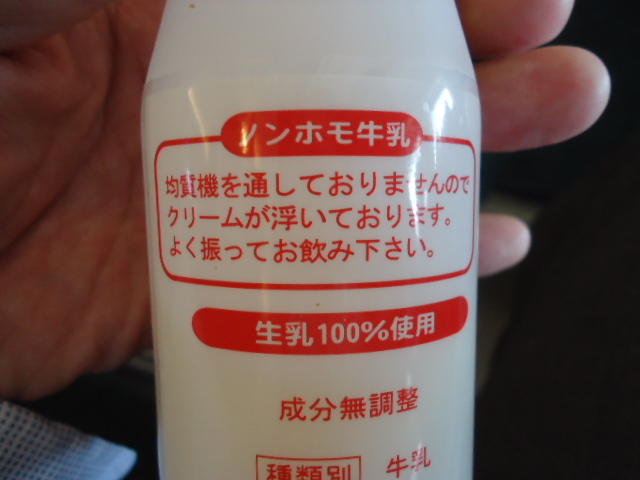 ノンホモ牛乳
均質機を通しておりませんので
クリームが浮いております。
よく振ってお飲み下さい。
生乳100%使用
成分無調整
種類別 牛乳